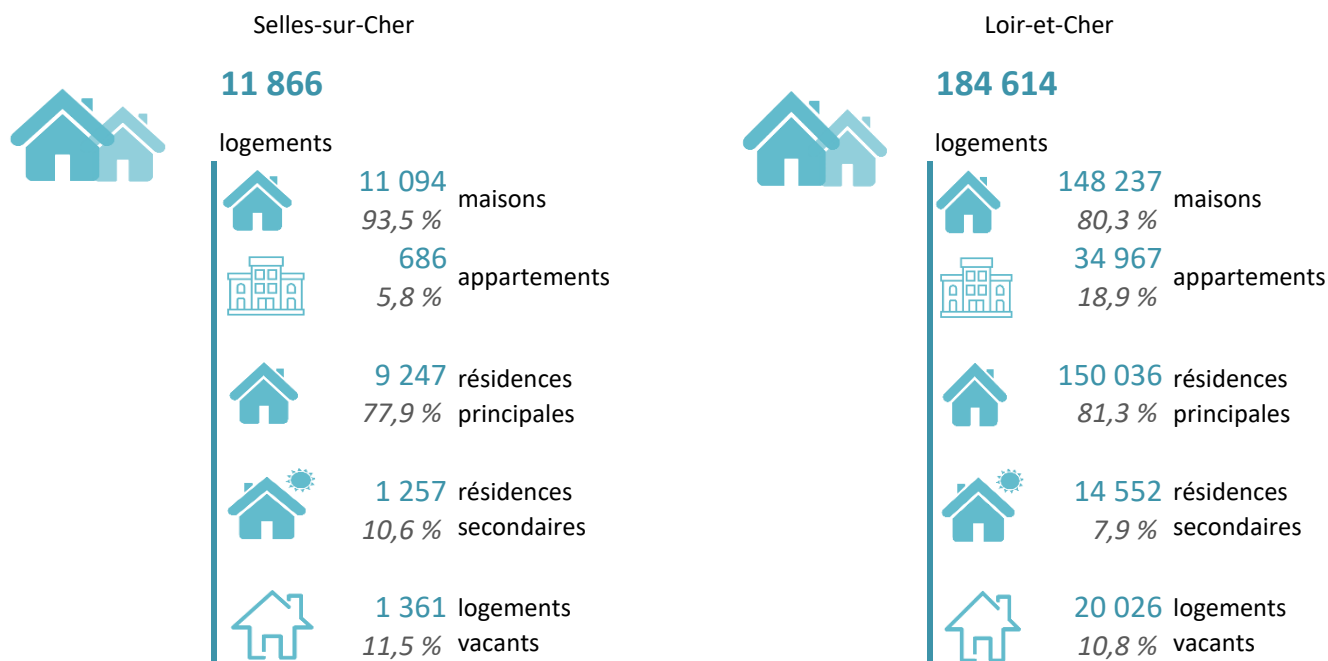 Selles-sur-Cher
11 866
logements
11 094
maisons
93,5 %
686
appartements
5,8 %
9 247 résidences
77,9 % principales
1 257 résidences
10,6 % secondaires
1 361 logements
11,5 % vacants
Loir-et-Cher
184 614
logements
148 237
maisons
80,3 %
34 967
appartements
18,9 %
150 036 résidences
81,3 % principales
14 552 résidences
7,9 % secondaires
20 026 logements
10,8 % vacants